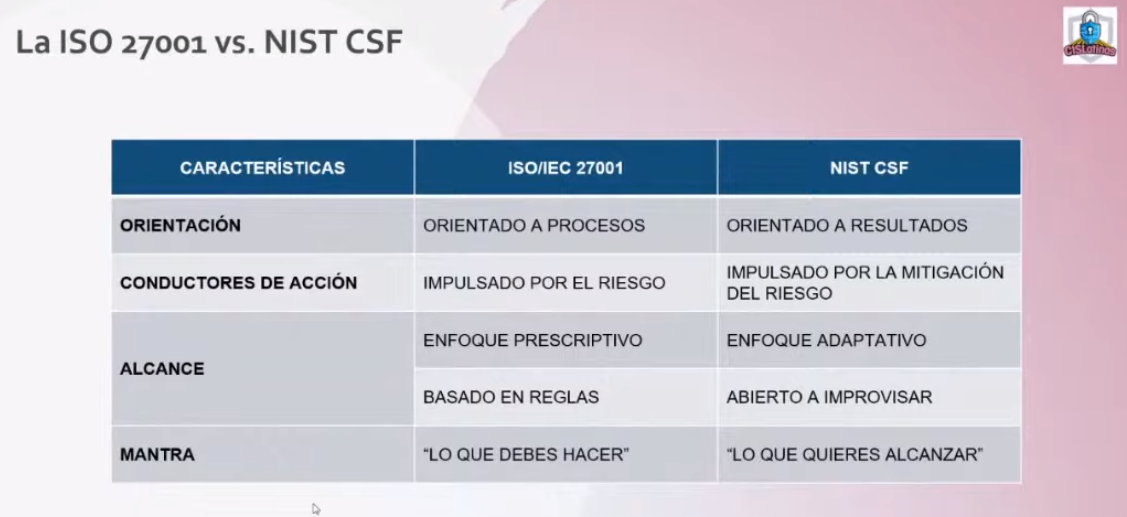 La ISO 27001 vs. NIST CSF
CISLatinas
CARACTERÍSTICAS
ISO/IEC 27001
NIST CSF
ORIENTACIÓN
ORIENTADO A PROCESOS
ORIENTADO A RESULTADOS
CONDUCTORES DE ACCIÓN
IMPULSADO POR EL RIESGO
IMPULSADO POR LA MITIGACIÓN
DEL RIESGO
ALCANCE
ENFOQUE PRESCRIPTIVO
ENFOQUE ADAPTATIVO
BASADO EN REGLAS
ABIERTO A IMPROVISAR
MANTRA
“LO QUE DEBES HACER”
“LO QUE QUIERES ALCANZAR”